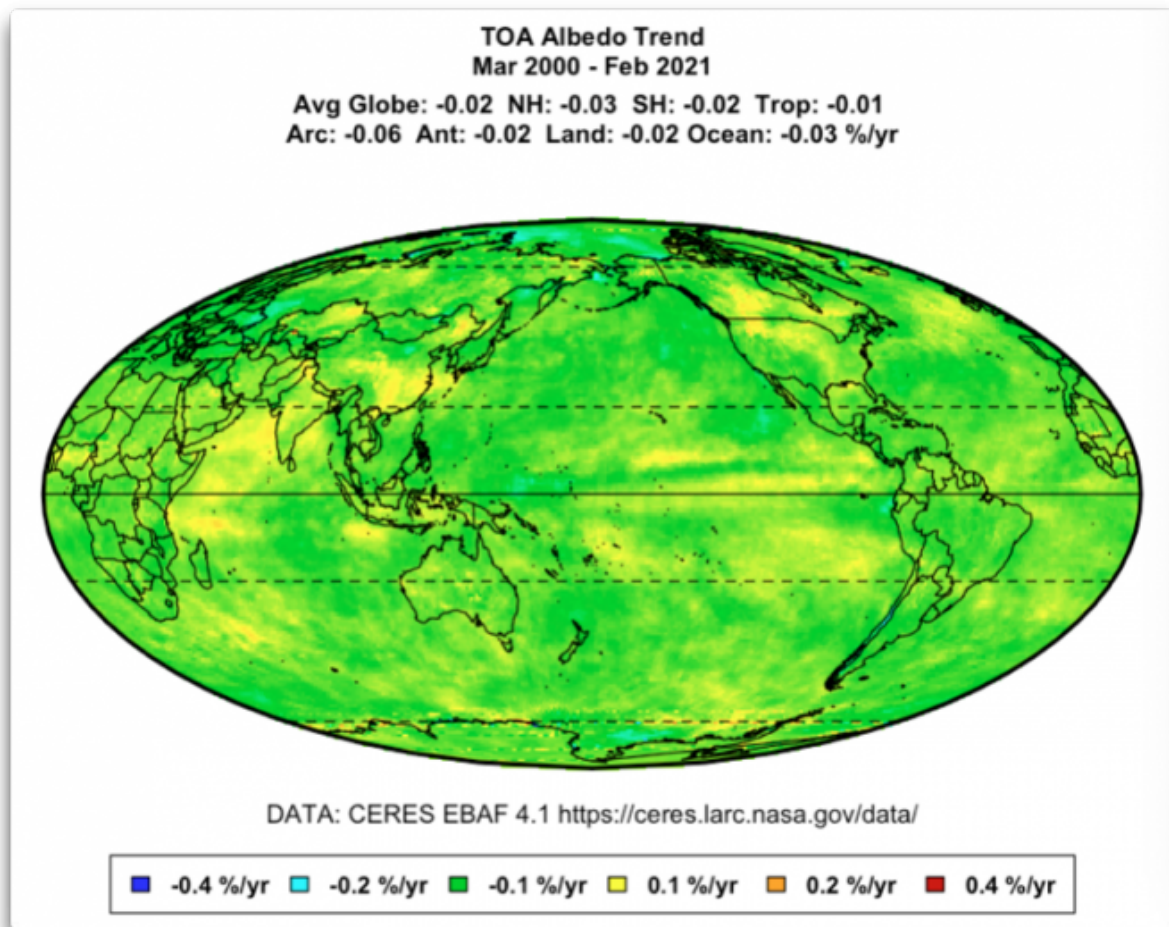 TOA Albedo Trend
Mar 2000 - Feb 2021
Avg Globe: -0.02 NH: -0.03 SH: -0.02 Trop: -0.01
Arc: -0.06 Ant: -0.02 Land: -0.02 Ocean: -0.03 %/yr
DATA: CERES EBAF 4.1 https://ceres.larc.nasa.gov/data/
-0.4 %/yr -0.2 %/yr -0.1 %/yr 0.1 %/yr 0.2 %/yr 0.4 %/yr